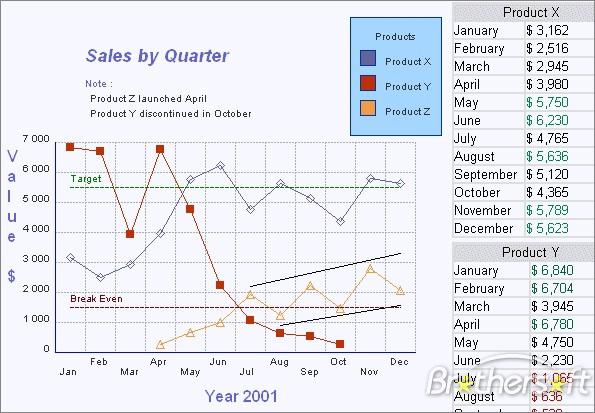 Sales by Quarter
Note :
Product Z launched April
Product Y discontinued in October
Products
Product X
Product Y
Product Z
Value $
7 000
6 000
5 000
4 000
3 000
2 000
1 000
0
Target
Break Even
Jan
Feb
Mar
Apr
May
Jun
Jul
Aug
Sep
Oct
Nov
Dec
Year 2001
Product X
January $ 3,162
February $ 2,516
March $ 2,945
April $ 3,980
May $ 5,750
June $ 6,230
July $ 4,765
August $ 5,636
September $ 5,120
October $ 4,365
November $ 5,789
December $ 5,623
Product Y
January $ 6,840
February $ 6,704
March $ 3,945
April $ 6,780
May $ 4,750
June $ 2,230
July $ 1,065
August $ 636
Brothersoft